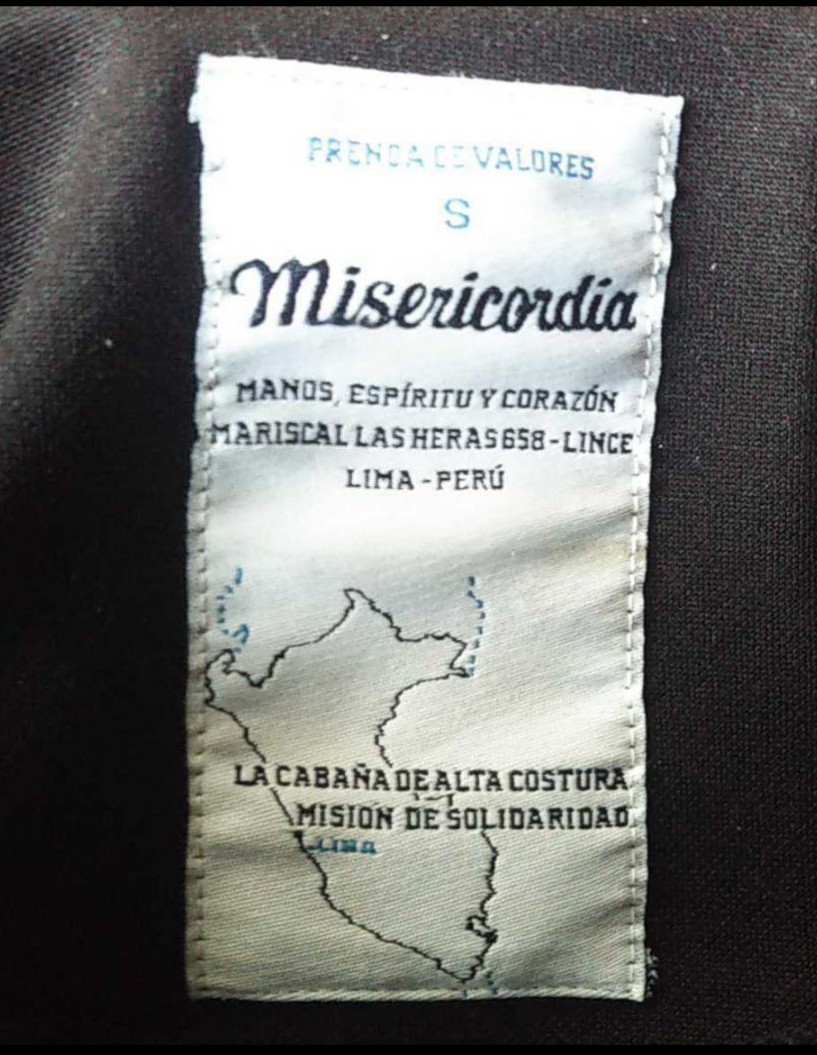 PRENDA DE VALORES
S
Misericordia
MANOS, ESPÍRITU Y CORAZÓN
MARISCAL LAS HERAS 658 - LINCE
LIMA - PERÚ
LA CABAÑA DE ALTA COSTURA
MISION DE SOLIDARIDAD
LIMA